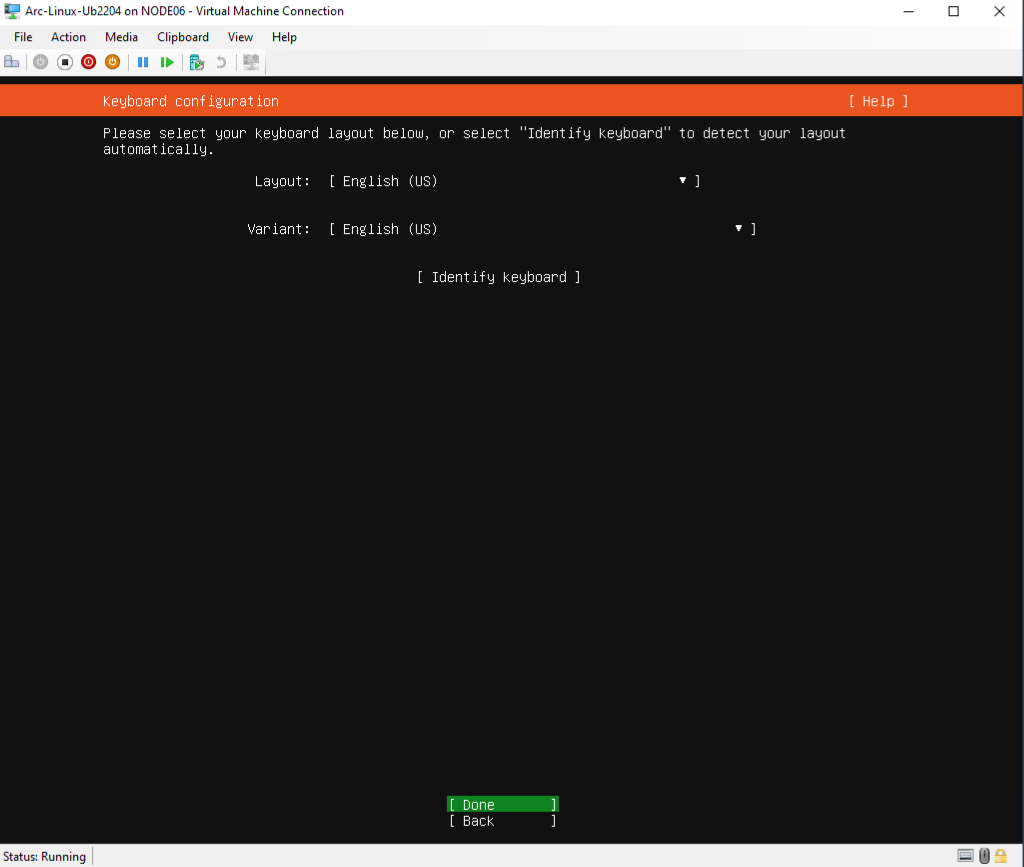 Arc-Linux-Ub2204 on NODE06 - Virtual Machine Connection
File Action Media Clipboard View Help
Keyboard configuration [ Help ]
Please select your keyboard layout below, or select "Identify keyboard" to detect your layout
automatically.
Layout: [ English (US) ▾ ]
Variant: [ English (US) ▾ ]
[ Identify keyboard ]
[ Done ]
[ Back ]
Status: Running